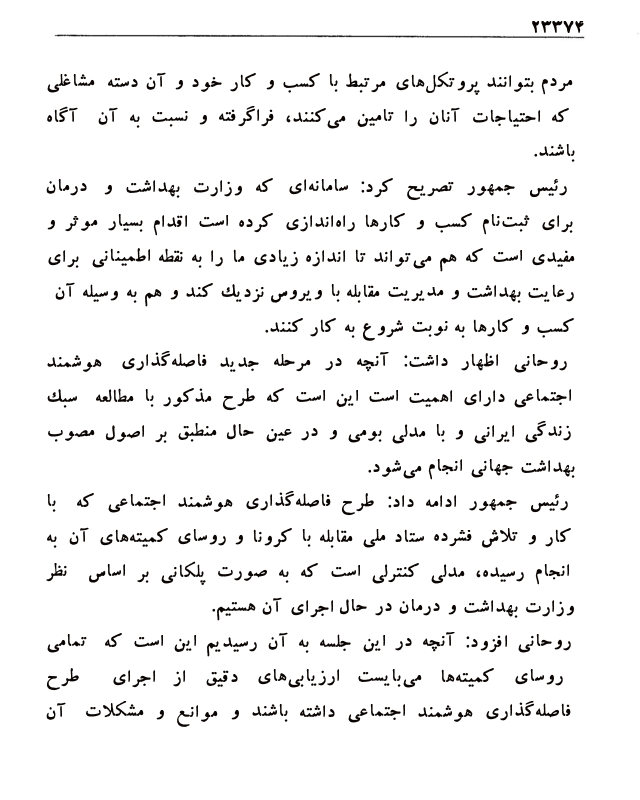 ۲۳۳۷۴
مردم بتوانند پروتکل‌های مرتبط با کسب و کار خود و آن دسته مشاغلی
که احتیاجات آنان را تامین می‌کنند، فراگرفته و نسبت به آن آگاه
باشند.
رئیس جمهور تصریح کرد: سامانه‌ای که وزارت بهداشت و درمان
برای ثبت‌نام کسب و کارها راه‌اندازی کرده است اقدام بسیار موثر و
مفیدی است که هم می‌تواند تا اندازه زیادی ما را به نقطه اطمینانی برای
رعایت بهداشت و مدیریت مقابله با ویروس نزدیك کند و هم به وسیله آن
کسب و کارها به نوبت شروع به کار کنند.
روحانی اظهار داشت: آنچه در مرحله جدید فاصله‌گذاری هوشمند
اجتماعی دارای اهمیت است این است که طرح مذکور با مطالعه سبك
زندگی ایرانی و با مدلی بومی و در عین حال منطبق بر اصول مصوب
بهداشت جهانی انجام می‌شود.
رئیس جمهور ادامه داد: طرح فاصله‌گذاری هوشمند اجتماعی که با
کار و تلاش فشرده ستاد ملی مقابله با کرونا و روسای کمیته‌های آن به
انجام رسیده، مدلی کنترلی است که به صورت پلکانی بر اساس نظر
وزارت بهداشت و درمان در حال اجرای آن هستیم.
روحانی افزود: آنچه در این جلسه به آن رسیدیم این است که تمامی
روسای کمیته‌ها می‌بایست ارزیابی‌های دقیق از اجرای طرح
فاصله‌گذاری هوشمند اجتماعی داشته باشند و موانع و مشکلات آن